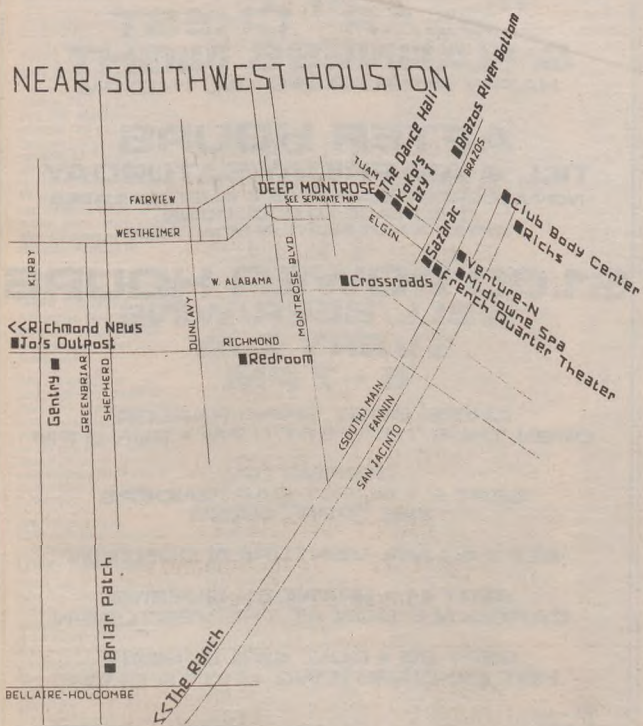 NEAR SOUTHWEST HOUSTON
Brazos River Bottom
BRAZOS
The Dance Hall
KoKo's
Lazy J
TUAM
DEEP MONTROSE
SEE SEPARATE MAP
FAIRVIEW
WESTHEIMER
ELGIN
Sazarac
Club Body Center
Richs
Venture-N
Midtowne Spa
French Quarter Theater
KIRBY
W. ALABAMA
MONTROSE BLVD
Crossroads
<<Richmond News
Jo's Outpost
DUNLAVY
RICHMOND
Redroom
Gentry
GREENBRIAR
SHEPHERD
(SOUTH) MAIN
FANNIN
SAN JACINTO
Briar Patch
<<The Ranch
BELLAIRE-HOLCOMBE